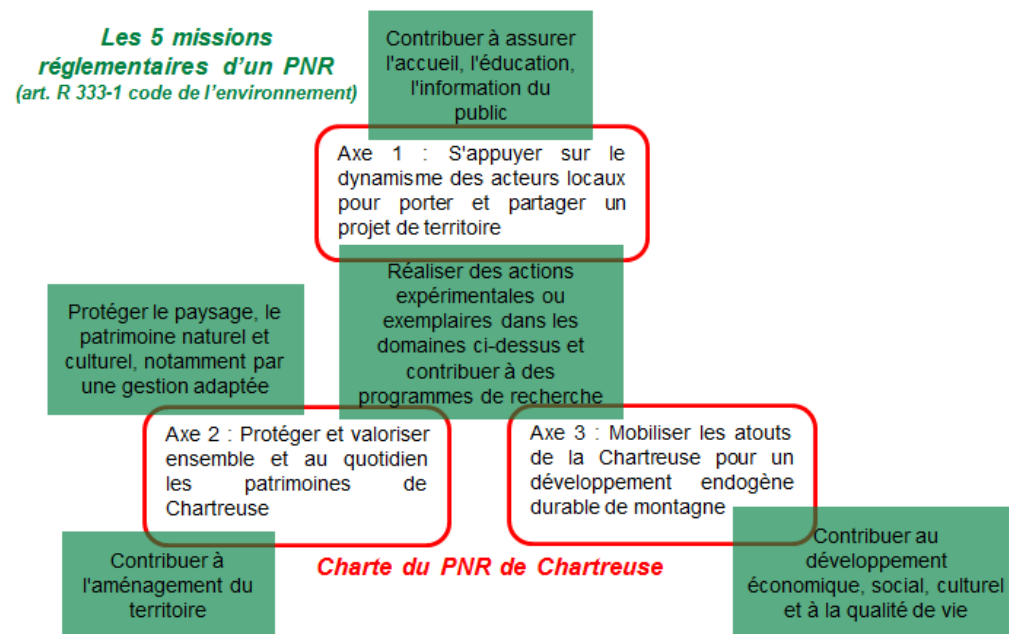 Les 5 missions
réglementaires d'un PNR
(art. R 333-1 code de l'environnement)
Contribuer à assurer
l'accueil, l'éducation,
l'information du
public
Axe 1 : S'appuyer sur le
dynamisme des acteurs locaux
pour porter et partager un
projet de territoire
Protéger le paysage, le
patrimoine naturel et
culturel, notamment par
une gestion adaptée
Réaliser des actions
expérimentales ou
exemplaires dans les
domaines ci-dessus et
contribuer à des
programmes de recherche
Axe 2 : Protéger et valoriser
ensemble et au quotidien
les patrimoines de
Chartreuse
Axe 3 : Mobiliser les atouts
de la Chartreuse pour un
développement endogène
durable de montagne
Contribuer à
l'aménagement du
territoire
Charte du PNR de Chartreuse
Contribuer au
développement
économique, social, culturel
et à la qualité de vie